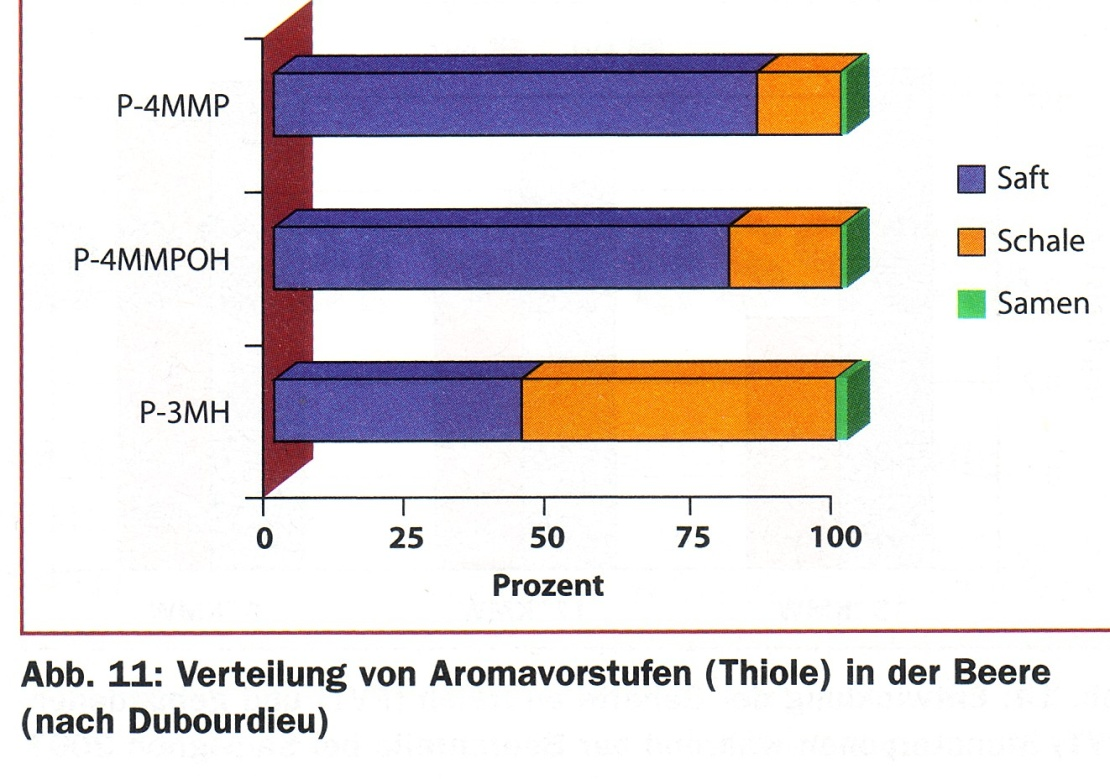 P-4MMP
P-4MMPOH
P-3MH
Saft
Schale
Samen
0 25 50 75 100
Prozent
Abb. 11: Verteilung von Aromavorstufen (Thiole) in der Beere
(nach Dubourdieu)